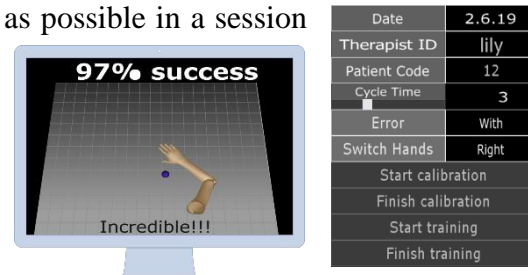 as possible in a session
97% success
Incredible!!!
Date 2.6.19
Therapist ID lily
Patient Code 12
Cycle Time 3
Error With
Switch Hands Right
Start calibration
Finish calibration
Start training
Finish training